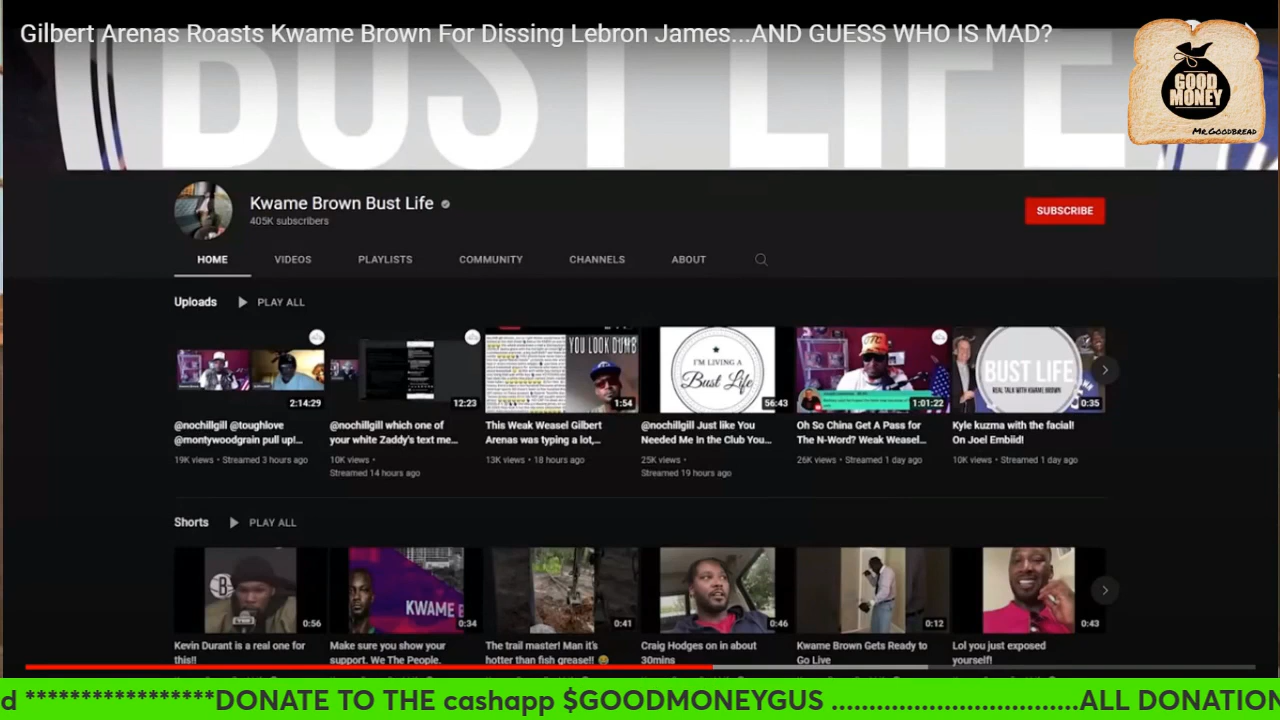 Gilbert Arenas Roasts Kwame Brown For Dissing Lebron James...AND GUESS WHO IS MAD?
BUST LIFE
GOOD
MONEY
MR.GOODBREAD
Kwame Brown Bust Life
405K subscribers
SUBSCRIBE
HOME VIDEOS PLAYLISTS COMMUNITY CHANNELS ABOUT
Uploads PLAY ALL
YOU LOOK DUMB
I'M LIVING A
Bust Life
BUST LIFE
REAL TALK WITH KWAME BROWN
2:14:29 12:23 1:54 56:43 1:01:22 0:35
@nochillgill @toughlove
@montywoodgrain pull up!...
19K views • Streamed 3 hours ago
@nochillgill which one of
your white Zaddy's text me...
10K views •
Streamed 14 hours ago
This Weak Weasel Gilbert
Arenas was typing a lot,...
13K views • 18 hours ago
@nochillgill Just like You
Needed Me in the Club You...
25K views •
Streamed 19 hours ago
Oh So China Get A Pass for
The N-Word? Weak Weasel...
26K views • Streamed 1 day ago
Kyle kuzma with the facial!
On Joel Embiid!
10K views • Streamed 1 day ago
Shorts PLAY ALL
KWAME B
0:56 0:34 0:41 0:46 0:12 0:43
Kevin Durant is a real one for
this!!
Make sure you show your
support. We The People.
The trail master! Man it's
hotter than fish grease!! 😅
Craig Hodges on in about
30mins
Kwame Brown Gets Ready to
Go Live
Lol you just exposed
yourself!
d *****************DONATE TO THE cashapp $GOODMONEYGUS ................................ALL DONATION